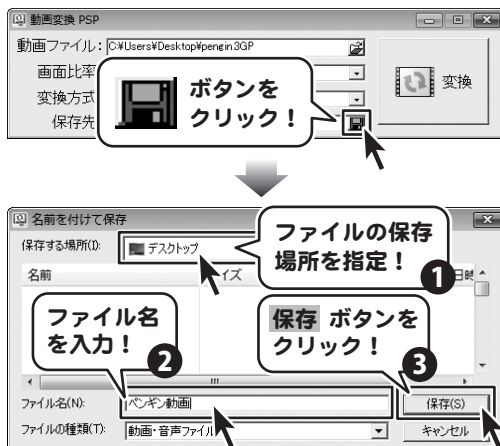 動画変換 PSP
動画ファイル: C:¥Users¥Desktop¥pengin.3GP
画面比率
変換方式
保存先
変換
ボタンを
クリック!
名前を付けて保存
保存する場所(I):
デスクトップ
ファイルの保存
場所を指定!
1
名前
イズ
日時
ファイル名
を入力!
2
保存 ボタンを
クリック!
3
ファイル名(N):
ペンギン動画
保存(S)
ファイルの種類(T):
動画・音声ファイル
キャンセル